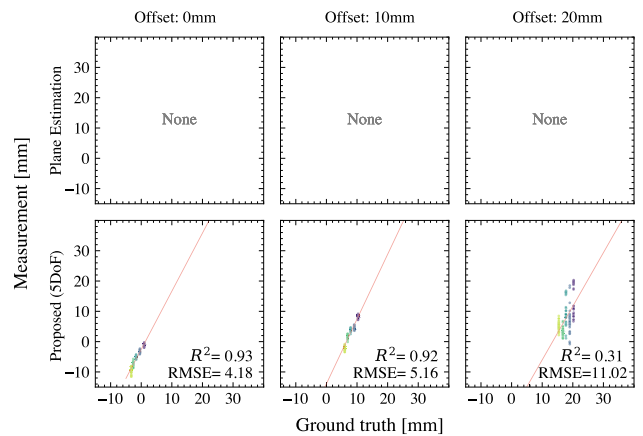 Offset: 0mm
Offset: 10mm
Offset: 20mm
Measurement [mm]
Plane Estimation
40
30
20
10
0
−10
None
None
None
Proposed (5DoF)
30
20
10
0
−10
R² = 0.93
RMSE= 4.18
R² = 0.92
RMSE= 5.16
R² = 0.31
RMSE=11.02
−10 0 10 20 30
−10 0 10 20 30
−10 0 10 20 30
Ground truth [mm]